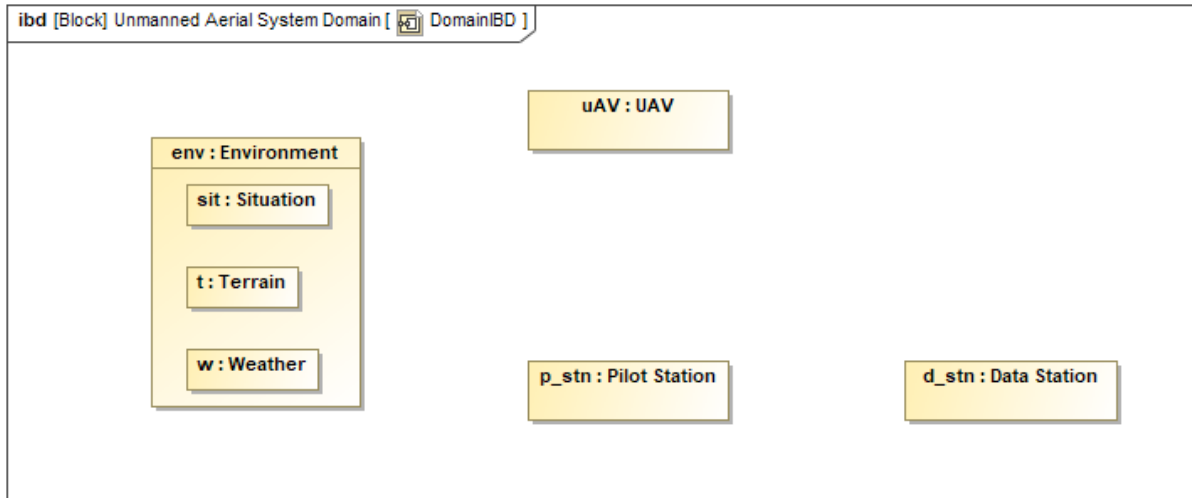 ibd [Block] Unmanned Aerial System Domain [ DomainIBD ]
uAV : UAV
env : Environment
sit : Situation
t : Terrain
w : Weather
p_stn : Pilot Station
d_stn : Data Station